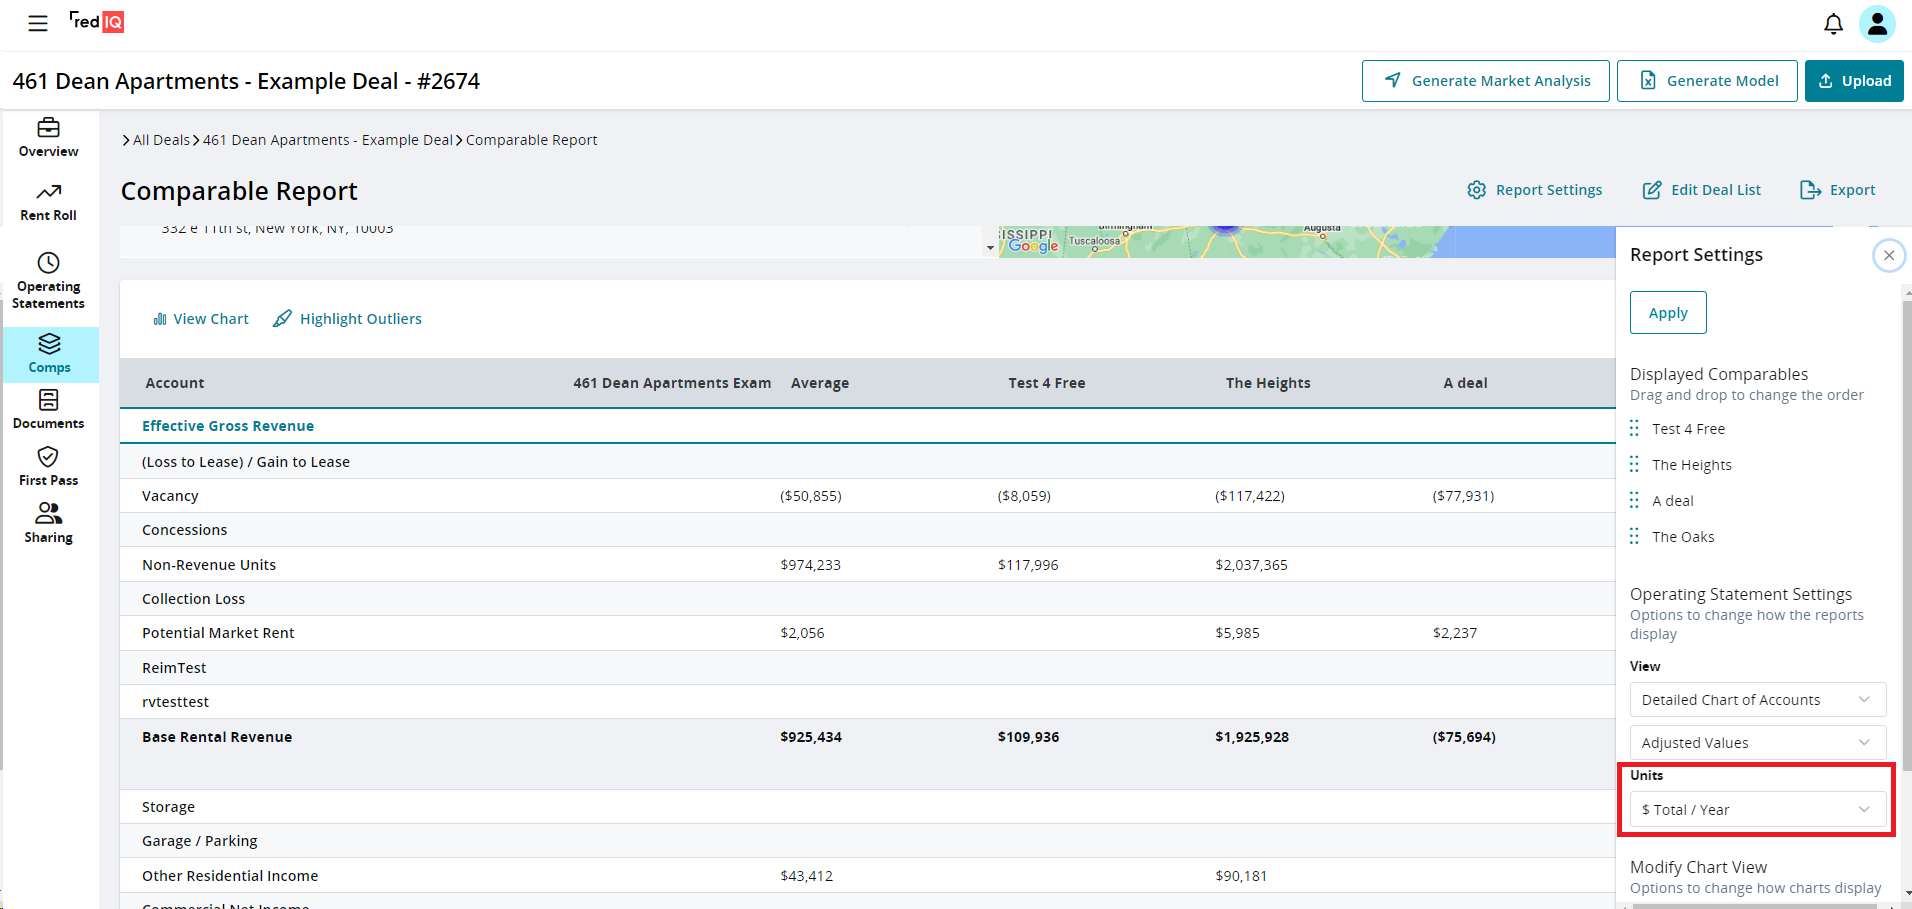 red IQ
461 Dean Apartments - Example Deal - #2674
Generate Market Analysis
Generate Model
Upload
Overview
Rent Roll
Operating
Statements
Comps
Documents
First Pass
Sharing
All Deals
461 Dean Apartments - Example Deal
Comparable Report
Comparable Report
Report Settings
Edit Deal List
Export
332 e 11th st, New York, NY, 10003
ISSISSIPPI
Birmingham
Tuscaloosa
Augusta
Google
View Chart
Highlight Outliers
Account 461 Dean Apartments Exam Average Test 4 Free The Heights A deal
Effective Gross Revenue
(Loss to Lease) / Gain to Lease
Vacancy ($50,855) ($8,059) ($117,422) ($77,931)
Concessions
Non-Revenue Units $974,233 $117,996 $2,037,365
Collection Loss
Potential Market Rent $2,056 $5,985 $2,237
ReimTest
rvtesttest
Base Rental Revenue $925,434 $109,936 $1,925,928 ($75,694)
Storage
Garage / Parking
Other Residential Income $43,412 $90,181
Commercial Net Income
Report Settings
Apply
Displayed Comparables
Drag and drop to change the order
Test 4 Free
The Heights
A deal
The Oaks
Operating Statement Settings
Options to change how the reports
display
View
Detailed Chart of Accounts
Adjusted Values
Units
$ Total / Year
Modify Chart View
Options to change how charts display